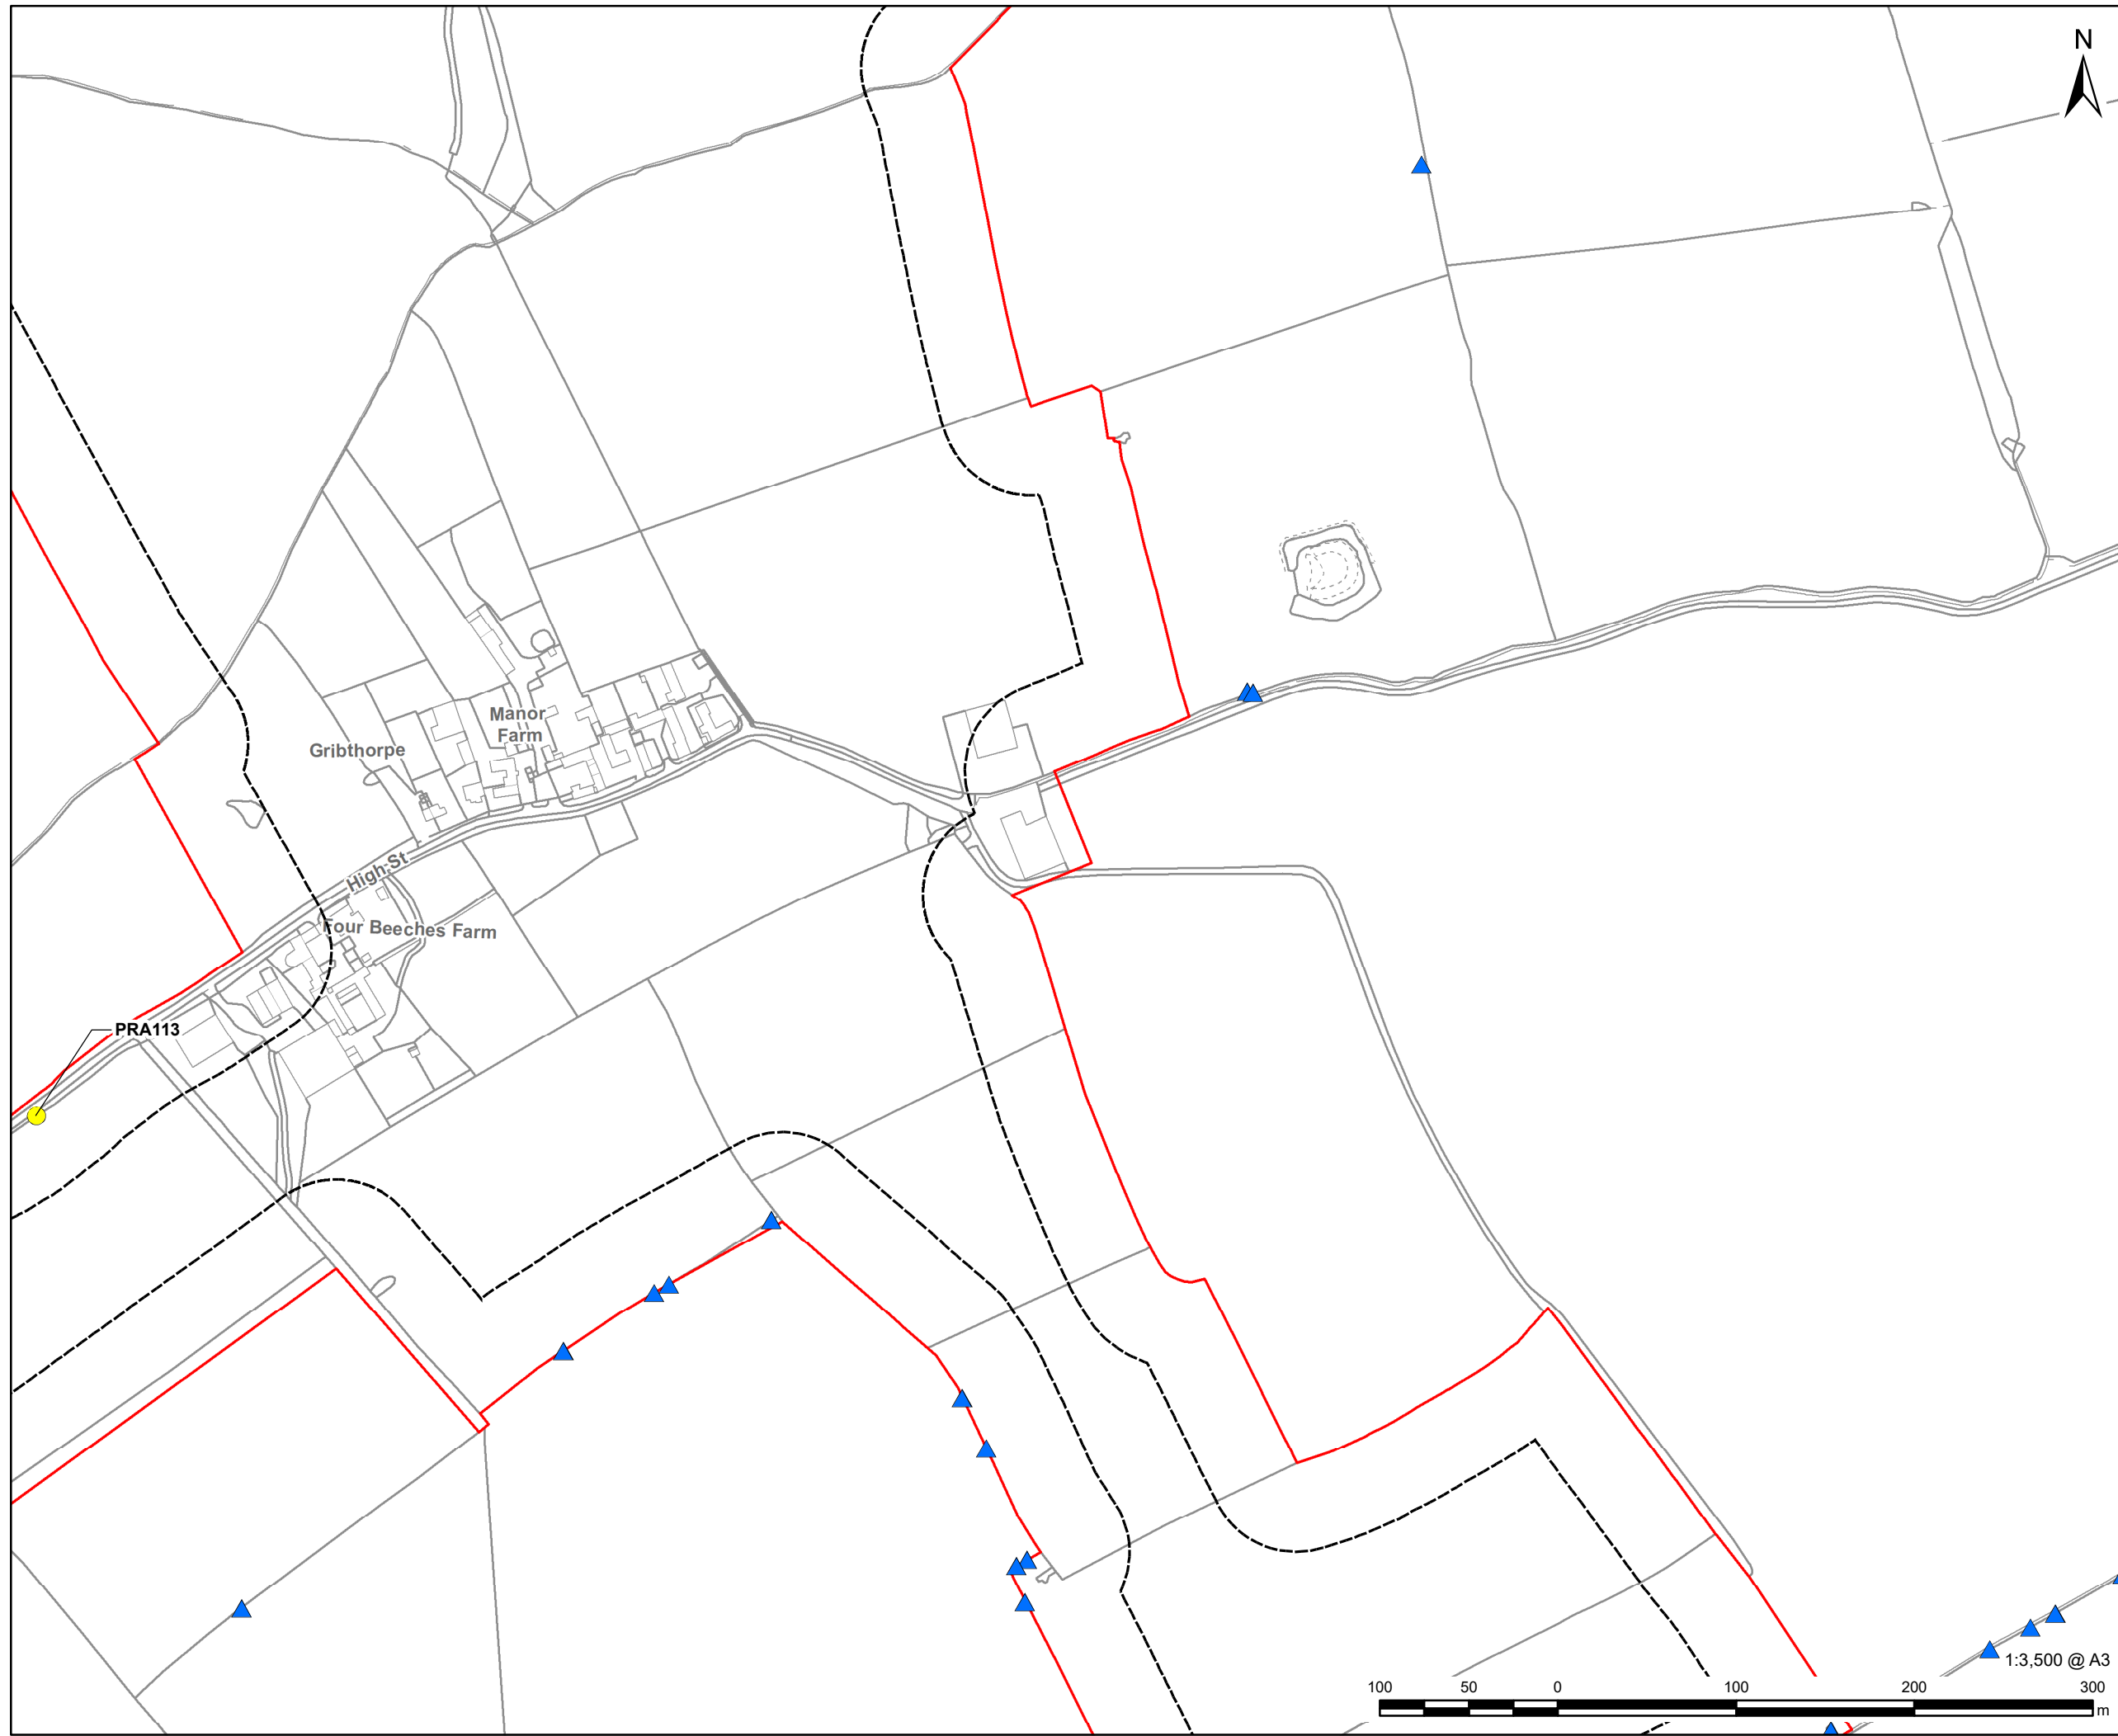 N
Manor
Farm
Gribthorpe
High St
Four Beeches Farm
PRA113
1:3,500 @ A3
100 50 0 100 200 300
m